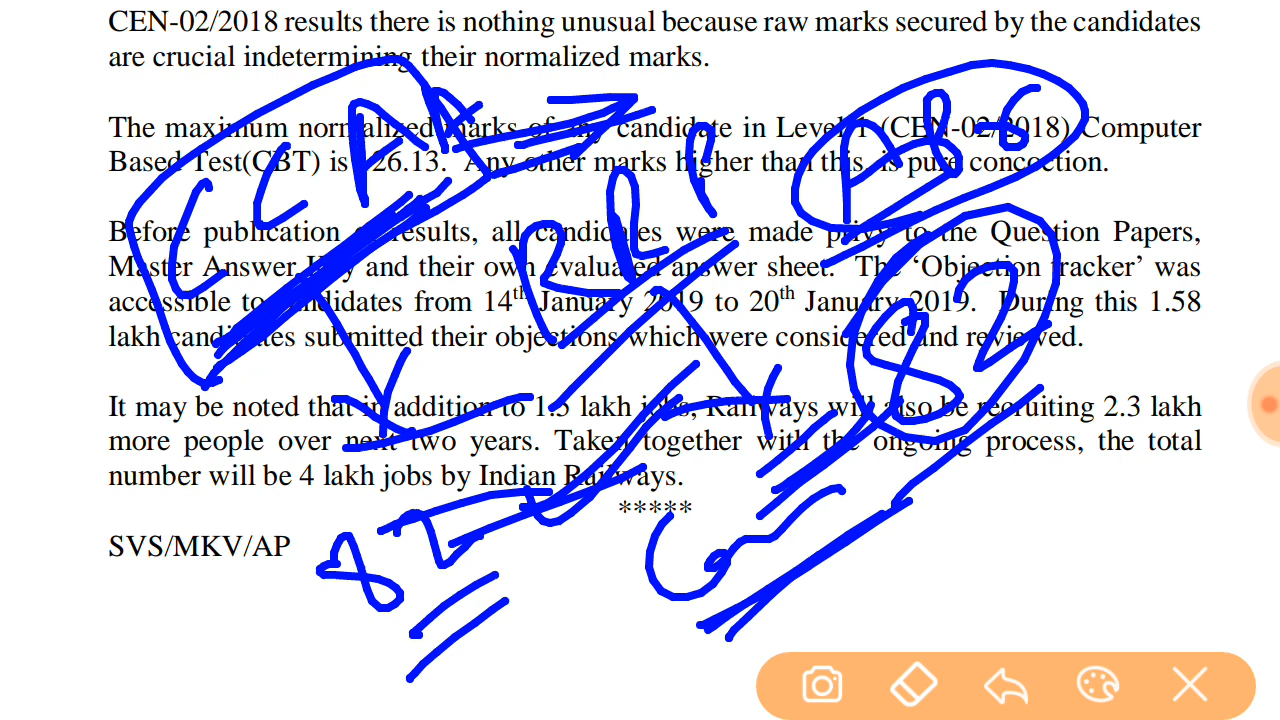 CEN-02/2018 results there is nothing unusual because raw marks secured by the candidates
are crucial indetermining their normalized marks.
The maximum normalized marks of any candidate in Level 1 (CEN-02/2018) Computer
Based Test(CBT) is 126.13. Any other marks higher than this is pure concoction.
Before publication of results, all candidates were made privy to the Question Papers,
Master Answer Key and their own evaluated answer sheet. The ‘Objection tracker’ was
accessible to candidates from 14th January 2019 to 20th January 2019. During this 1.58
lakh candidates submitted their objections which were considered and reviewed.
It may be noted that in addition to 1.5 lakh jobs, Railways will also be recruiting 2.3 lakh
more people over next two years. Taken together with the ongoing process, the total
number will be 4 lakh jobs by Indian Railways.
*****
SVS/MKV/AP